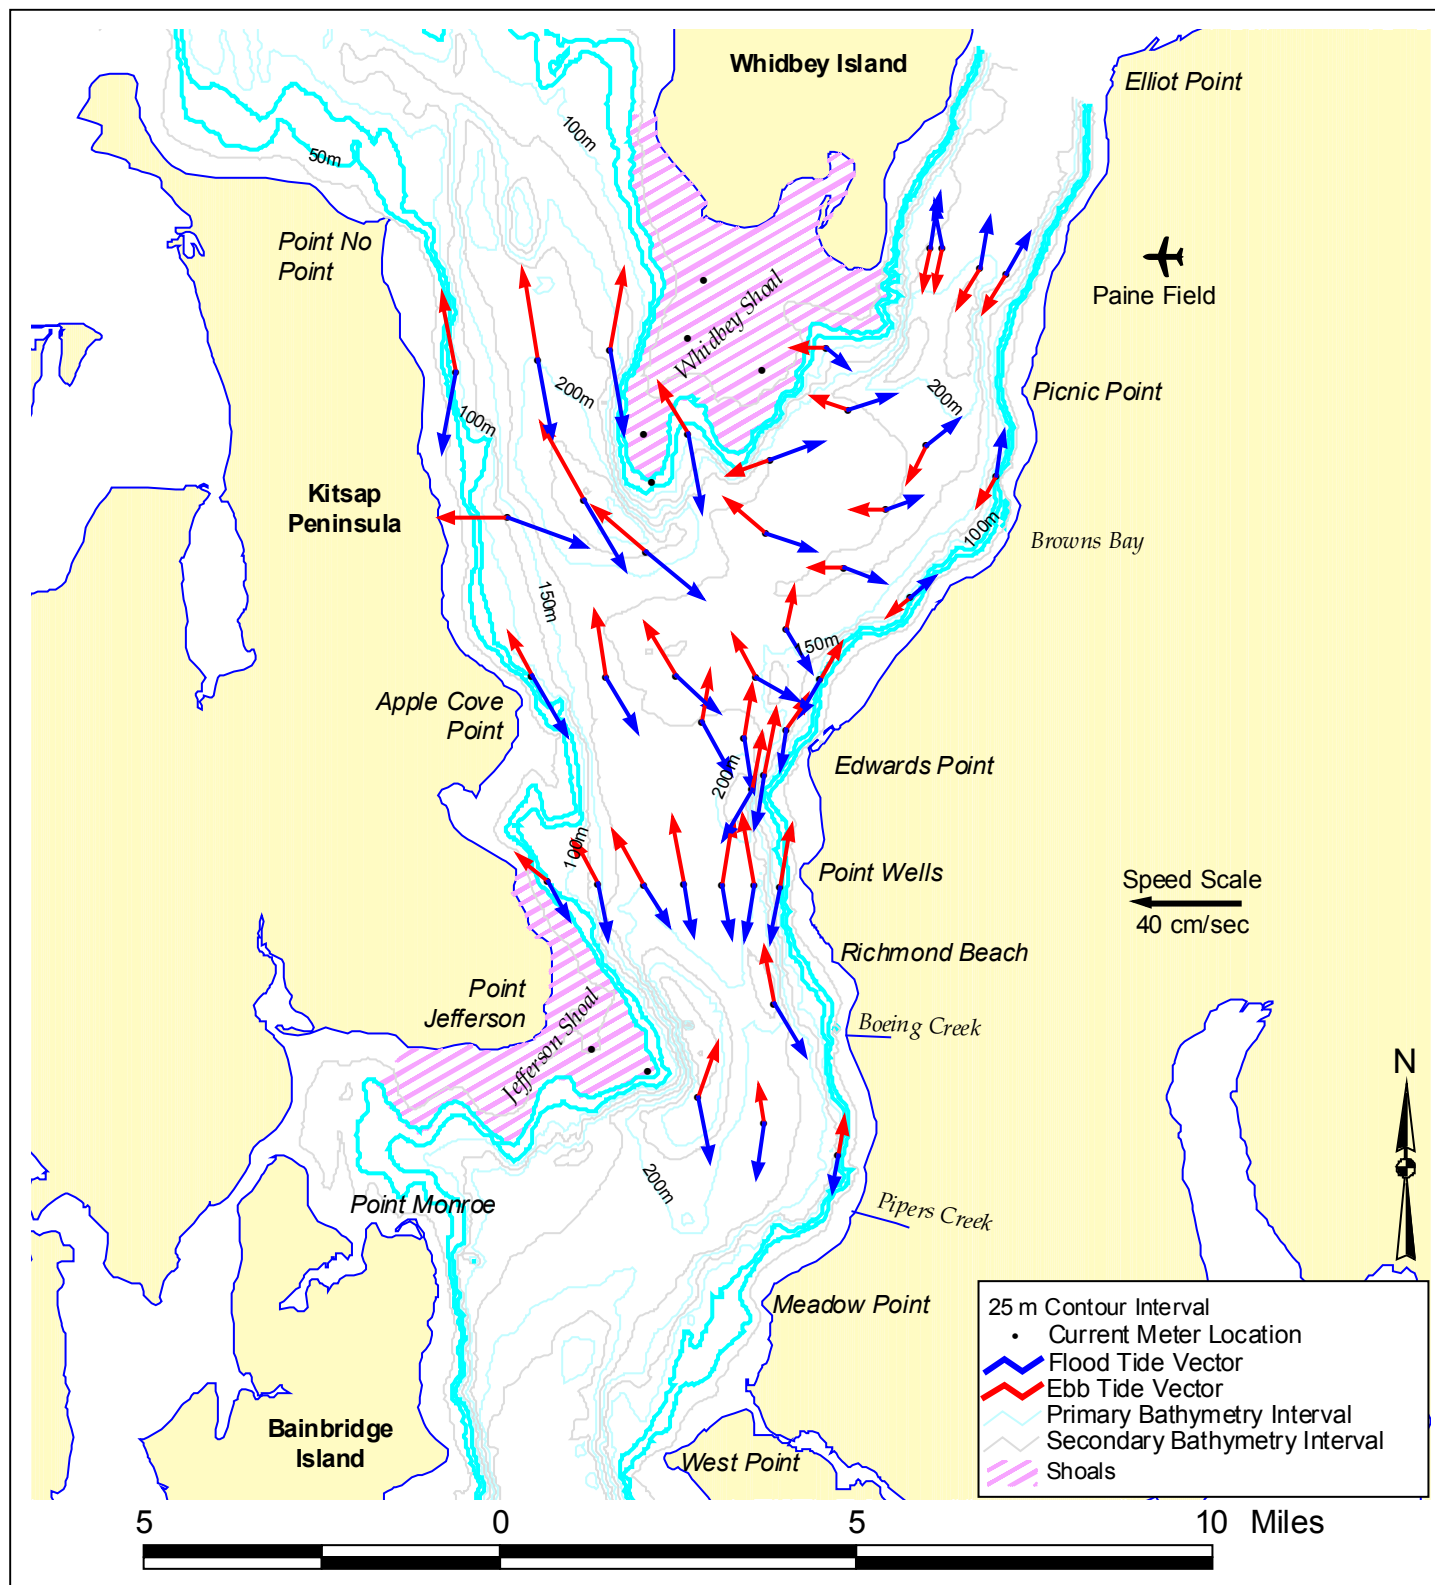 Whidbey Island
Elliot Point
100m
50m
Point No
Point
Paine Field
Whidbey Shoal
200m
100m
200m
Picnic Point
Kitsap
Peninsula
100m
Browns Bay
150m
150m
Apple Cove
Point
200m
Edwards Point
100m
Point Wells
Speed Scale
40 cm/sec
Richmond Beach
Point
Jefferson
Jefferson Shoal
Boeing Creek
N
200m
Point Monroe
Pipers Creek
Meadow Point
25 m Contour Interval
Current Meter Location
Flood Tide Vector
Ebb Tide Vector
Primary Bathymetry Interval
Secondary Bathymetry Interval
Shoals
Bainbridge
Island
West Point
5 0 5 10 Miles